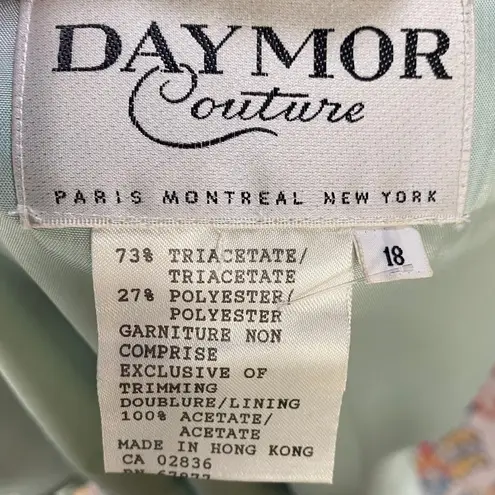 DAYMOR
Couture
PARIS MONTREAL NEW YORK
18
73% TRIACETATE/
TRIACETATE
27% POLYESTER/
POLYESTER
GARNITURE NON
COMPRISE
EXCLUSIVE OF
TRIMMING
DOUBLURE/LINING
100% ACETATE/
ACETATE
MADE IN HONG KONG
CA 02836